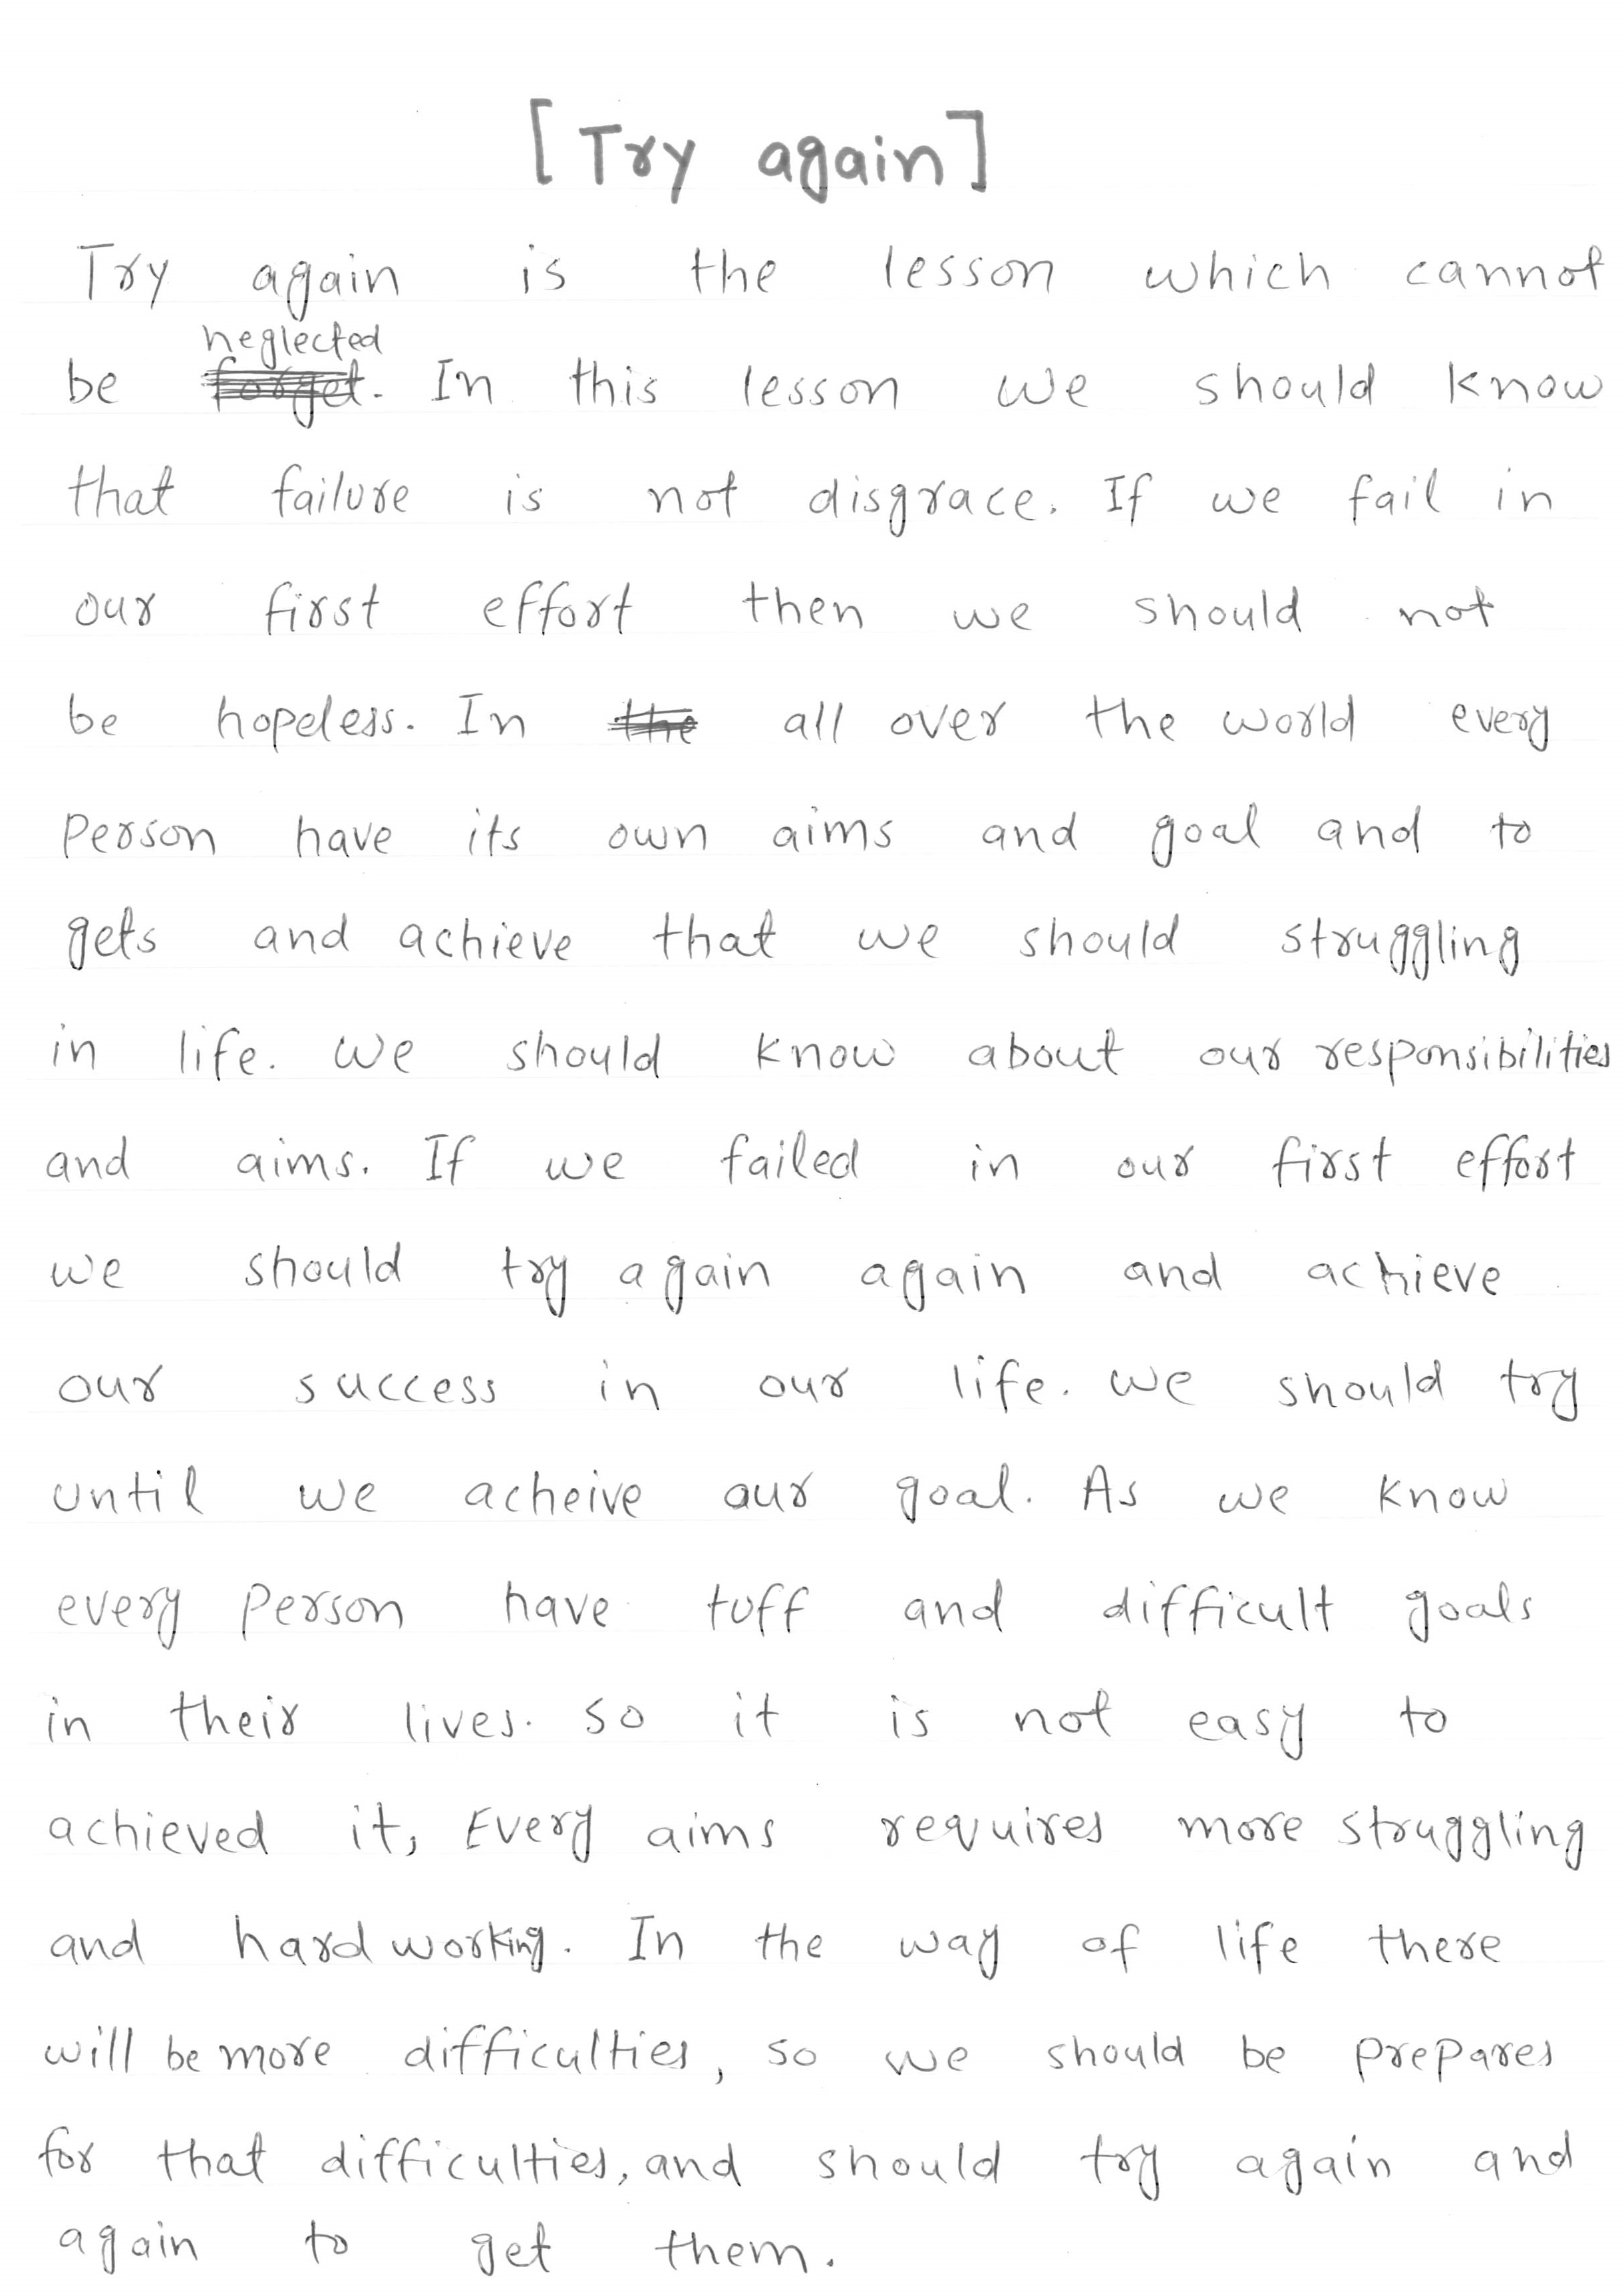 [Try again]
Try again is the lesson which cannot
neglected
be forget. In this lesson we should know
that failure is not disgrace. If we fail in
our first effort then we should not
be hopeless. In the all over the world every
Person have its own aims and goal and to
gets and achieve that we should struggling
in life. We should know about our responsibilities
and aims. If we failed in our first effort
we should try again again and achieve
our success in our life. We should try
until we acheive our goal. As we know
every Person have tuff and difficult goals
in their lives. So it is not easy to
achieved it, Every aims requires more struggling
and hard working. In the way of life there
will be more difficulties, so we should be prepares
for that difficulties, and should try again and
again to get them.